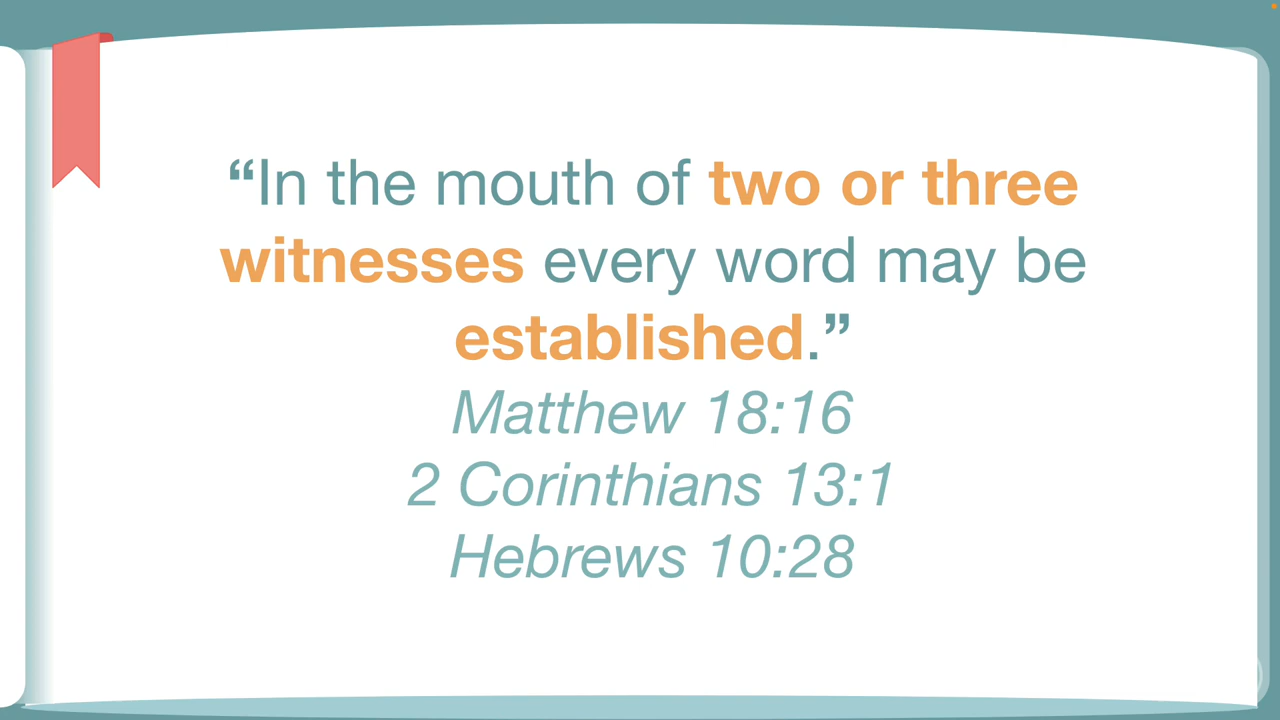 “In the mouth of two or three
witnesses every word may be
established.”
Matthew 18:16
2 Corinthians 13:1
Hebrews 10:28